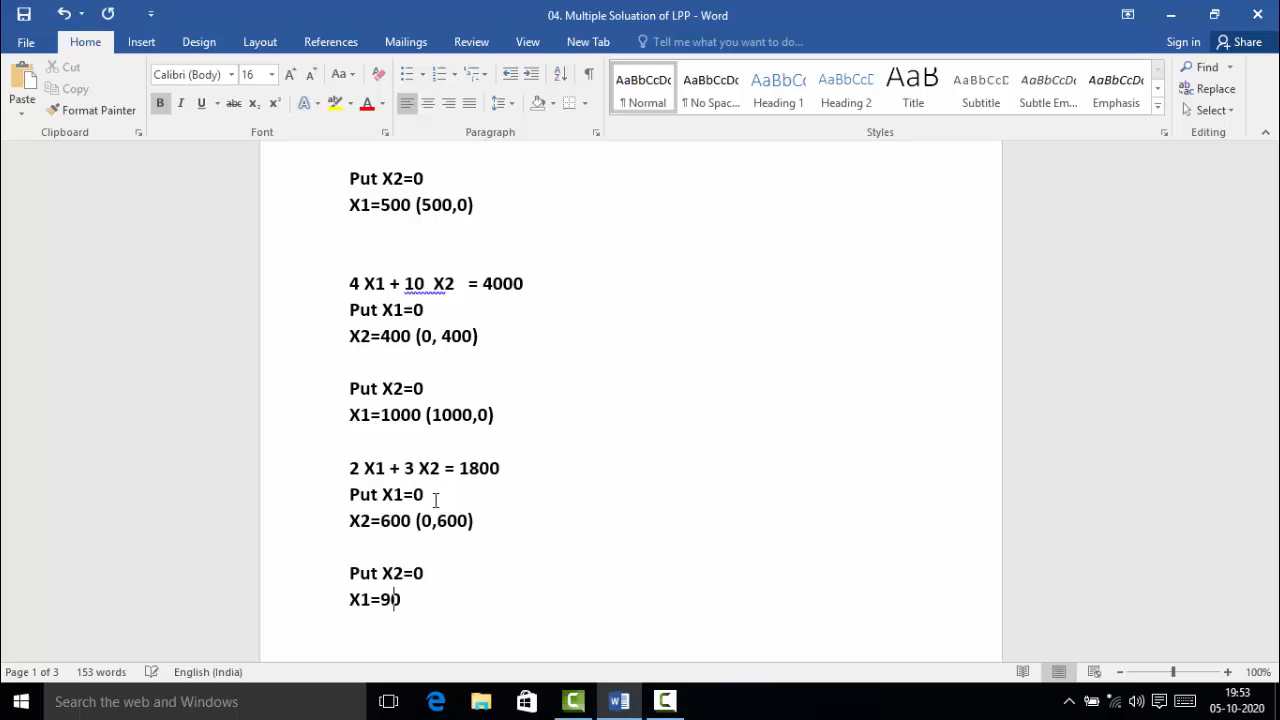 04. Multiple Soluation of LPP - Word
File Home Insert Design Layout References Mailings Review View New Tab Tell me what you want to do... Sign in Share
Paste Cut Copy Format Painter
Calibri (Body) 16 Aa
B I U abc x₂ x² A A
AaBbCcDc AaBbCcDc AaBbCc AaBbCcD AaB AaBbCcD AaBbCcDc AaBbCcDc
¶ Normal ¶ No Spac... Heading 1 Heading 2 Title Subtitle Subtle Em... Emphasis
Find Replace Select
Clipboard Font Paragraph Styles Editing
Put X2=0
X1=500 (500,0)
4 X1 + 10 X2 = 4000
Put X1=0
X2=400 (0, 400)
Put X2=0
X1=1000 (1000,0)
2 X1 + 3 X2 = 1800
Put X1=0
X2=600 (0,600)
Put X2=0
X1=90
Page 1 of 3 153 words English (India) 100%
Search the web and Windows
19:53
05-10-2020